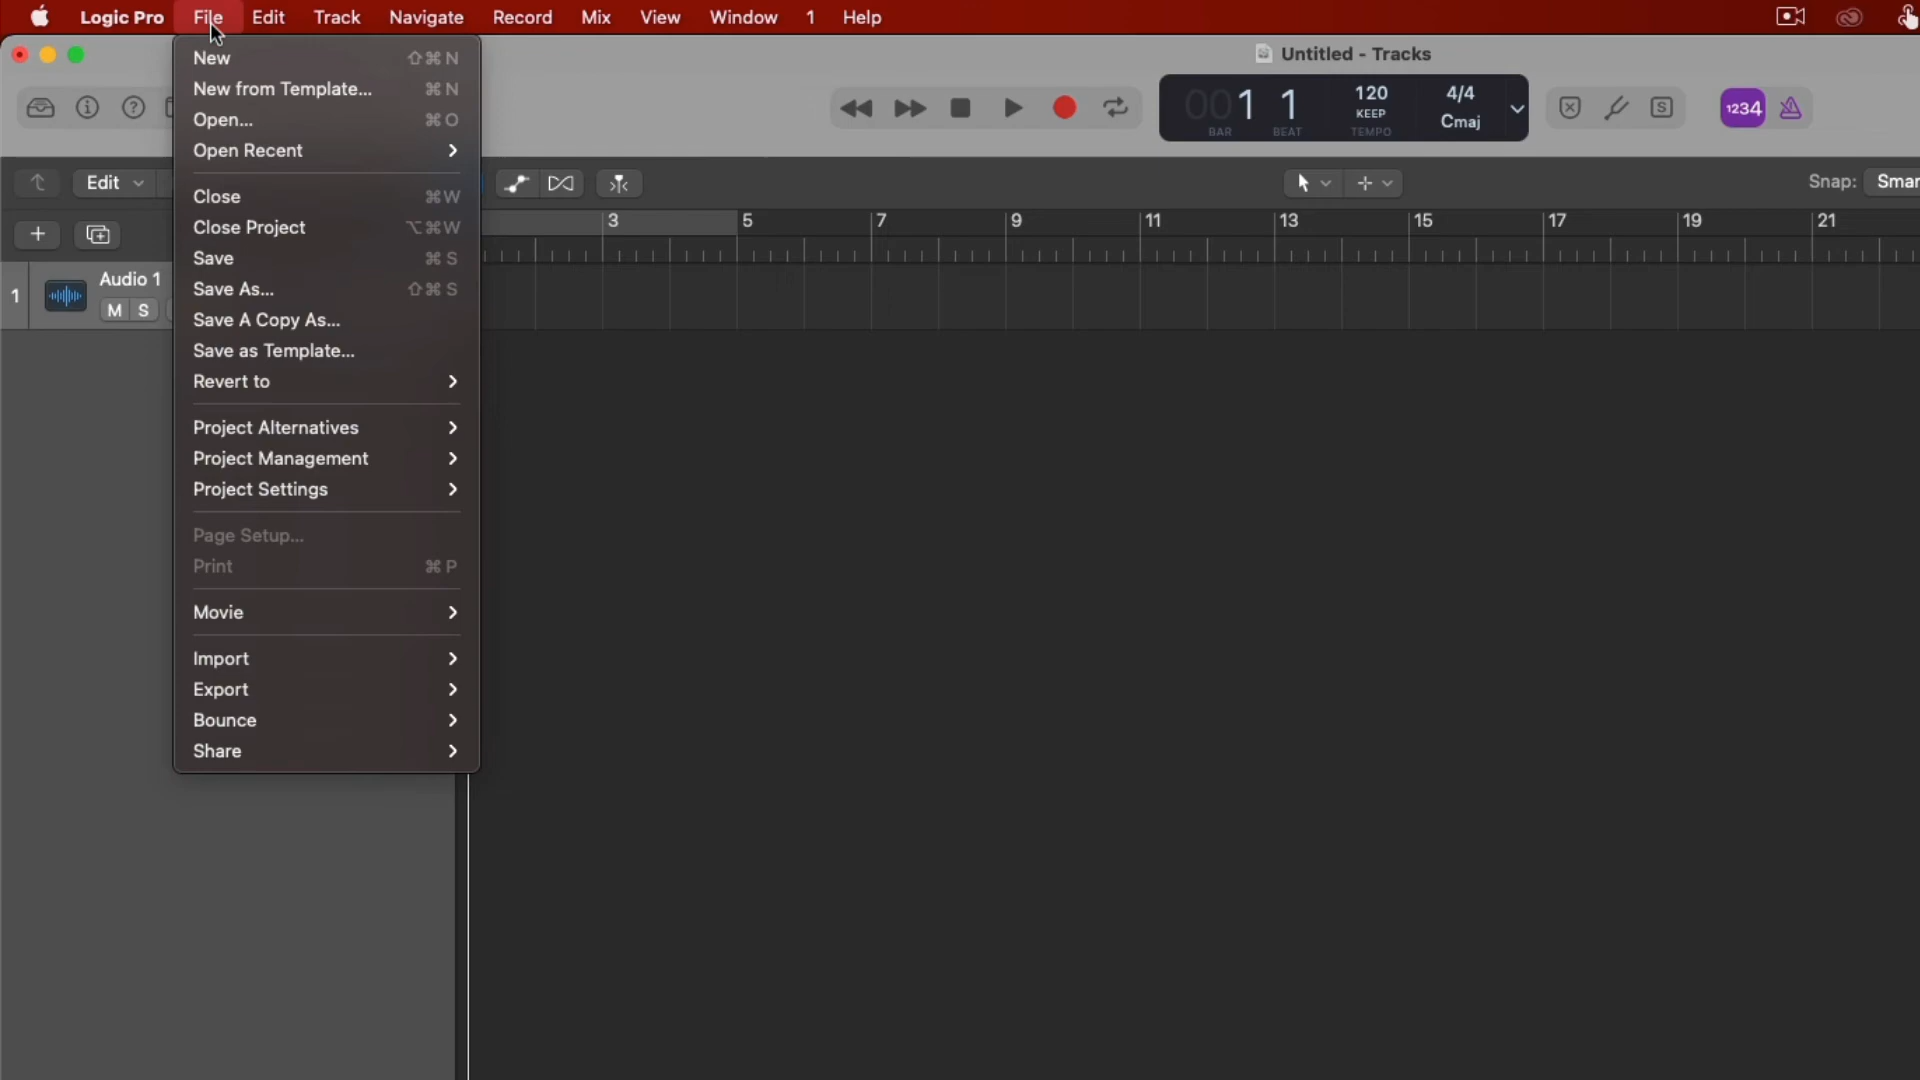 Logic Pro File Edit Track Navigate Record Mix View Window 1 Help
Untitled - Tracks
New ⇧⌘N
New from Template... ⌘N
Open... ⌘O
Open Recent
Close ⌘W
Close Project ⌥⌘W
Save ⌘S
Save As... ⇧⌘S
Save A Copy As...
Save as Template...
Revert to
Project Alternatives
Project Management
Project Settings
Page Setup...
Print ⌘P
Movie
Import
Export
Bounce
Share
001 1 120 4/4
KEEP Cmaj
BAR BEAT TEMPO
S 1234
Edit Snap: Smar
3 5 7 9 11 13 15 17 19 21
1 Audio 1
M S